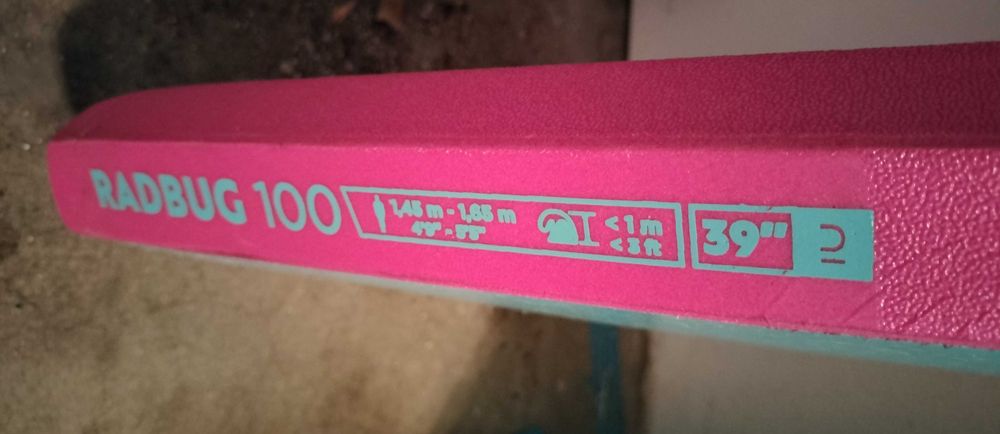 RADBUG 100
1,45 m - 1,65 m
4'9" - 5'5"
< 1 m
< 3 ft
39"
U